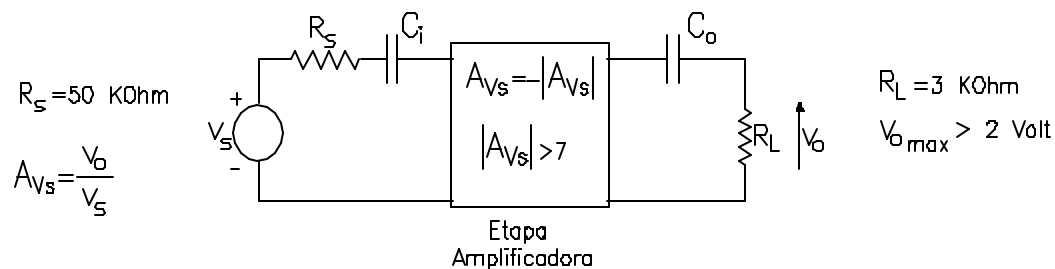 R_S=50 KOhm
A_Vs=V_o/V_s
R_s
C_i
+
V_s
-
A_Vs=-|A_Vs|
|A_Vs|>7
Etapa
Amplificadora
C_o
R_L
V_o
R_L=3 KOhm
V_o max > 2 Volt